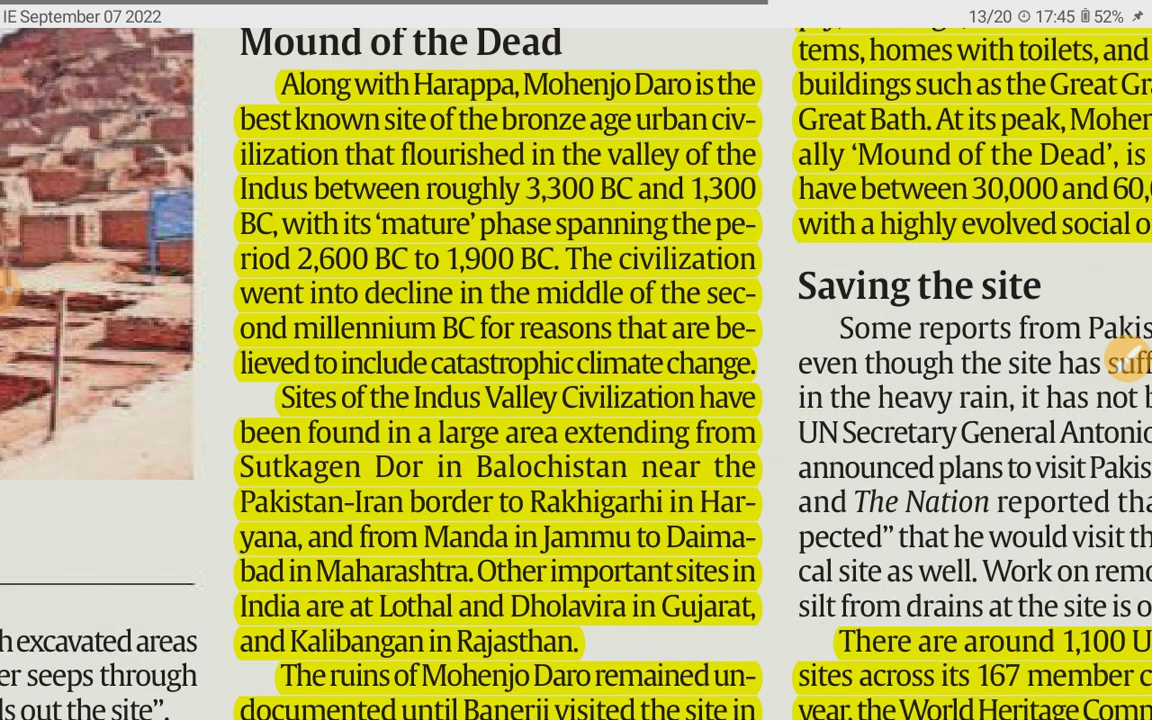 IE September 07 2022
13/20 17:45 52%
excavated areas
seeps through
out the site”.
Mound of the Dead
Along with Harappa, Mohenjo Daro is the
best known site of the bronze age urban civ-
ilization that flourished in the valley of the
Indus between roughly 3,300 BC and 1,300
BC, with its ‘mature’ phase spanning the pe-
riod 2,600 BC to 1,900 BC. The civilization
went into decline in the middle of the sec-
ond millennium BC for reasons that are be-
lieved to include catastrophic climate change.
Sites of the Indus Valley Civilization have
been found in a large area extending from
Sutkagen Dor in Balochistan near the
Pakistan-Iran border to Rakhigarhi in Har-
yana, and from Manda in Jammu to Daima-
bad in Maharashtra. Other important sites in
India are at Lothal and Dholavira in Gujarat,
and Kalibangan in Rajasthan.
The ruins of Mohenjo Daro remained un-
documented until Banerji visited the site in
tems, homes with toilets, and
buildings such as the Great
Great Bath. At its peak,
ally ‘Mound of the Dead’, is
have between 30,000 and
with a highly evolved social
Saving the site
Some reports from
even though the site has
in the heavy rain, it has not
UN Secretary General
announced plans to visit
and The Nation reported
pected” that he would visit
cal site as well. Work on
silt from drains at the site is
There are around 1,100
sites across its 167 member
year, the World Heritage